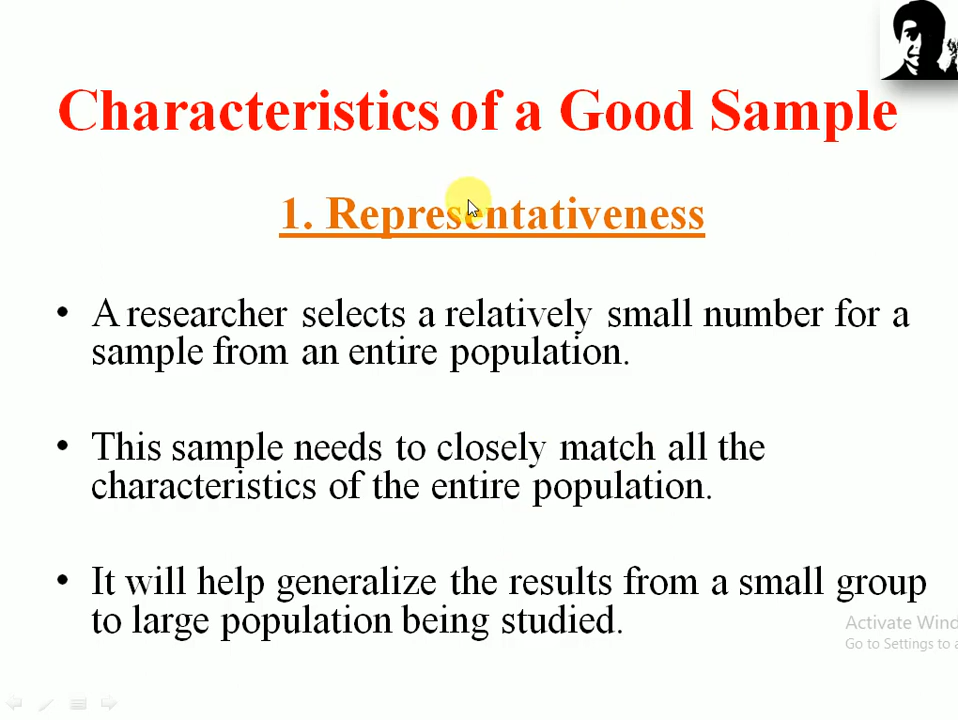 Characteristics of a Good Sample
1. Representativeness
• A researcher selects a relatively small number for a
sample from an entire population.
• This sample needs to closely match all the
characteristics of the entire population.
• It will help generalize the results from a small group
to large population being studied.
Activate Wind
Go to Settings to a